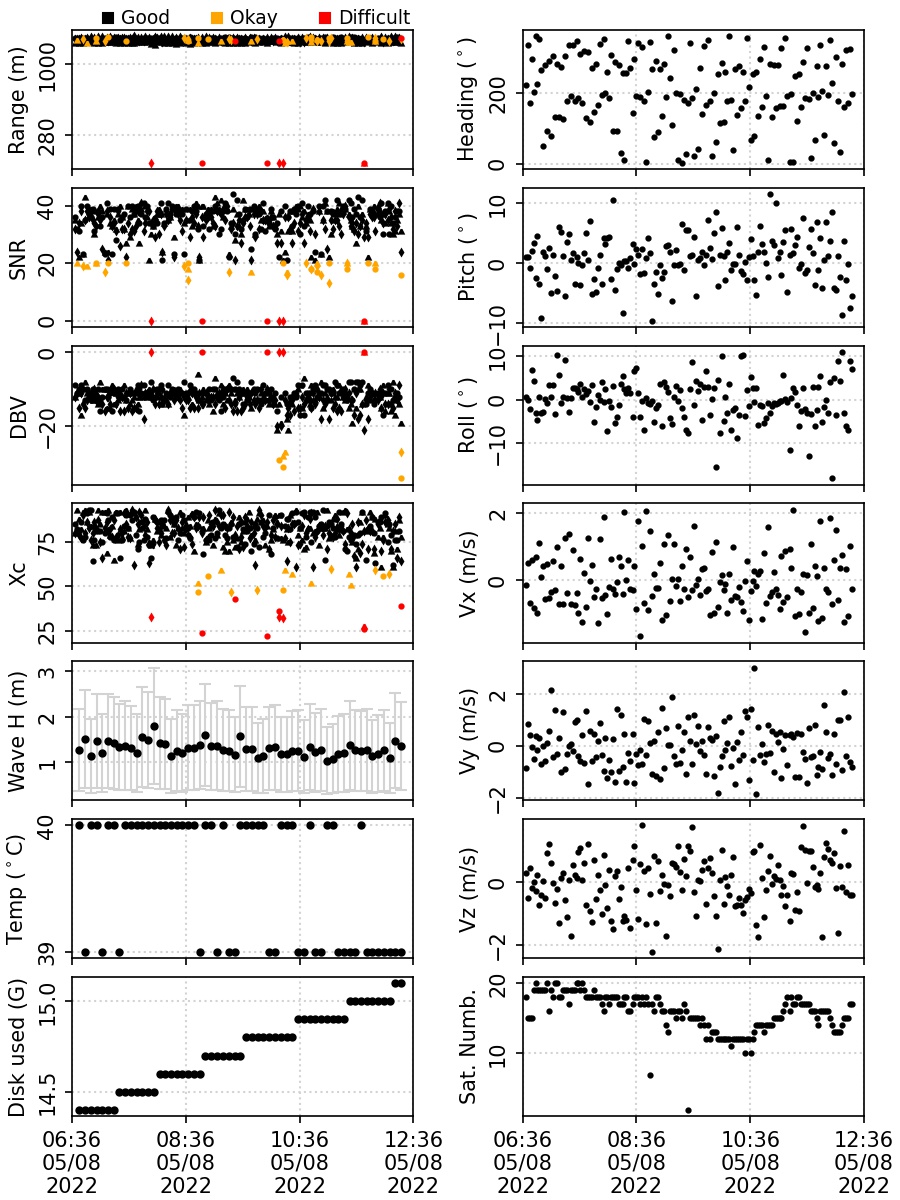 Good Okay Difficult
Range (m)
1000
280
Heading (°)
200
0
SNR
40
20
0
Pitch (°)
10
0
−10
DBV
0
−20
Roll (°)
10
0
−10
Xc
75
50
25
Vx (m/s)
2
0
Wave H (m)
3
2
1
Vy (m/s)
2
0
−2
Temp (°C)
40
39
Vz (m/s)
0
−2
Disk used (G)
15.0
14.5
Sat. Numb.
20
10
06:36 08:36 10:36 12:36
05/08 05/08 05/08 05/08
2022 2022 2022 2022
06:36 08:36 10:36 12:36
05/08 05/08 05/08 05/08
2022 2022 2022 2022